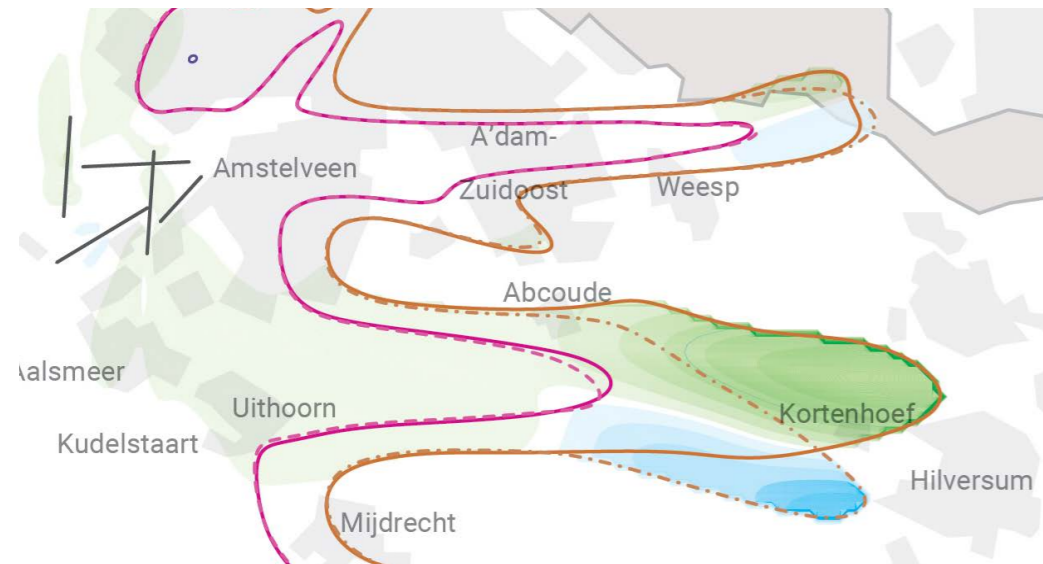 A'dam-
Amstelveen
Zuidoost
Weesp
Abcoude
Aalsmeer
Uithoorn
Kortenhoef
Kudelstaart
Hilversum
Mijdrecht